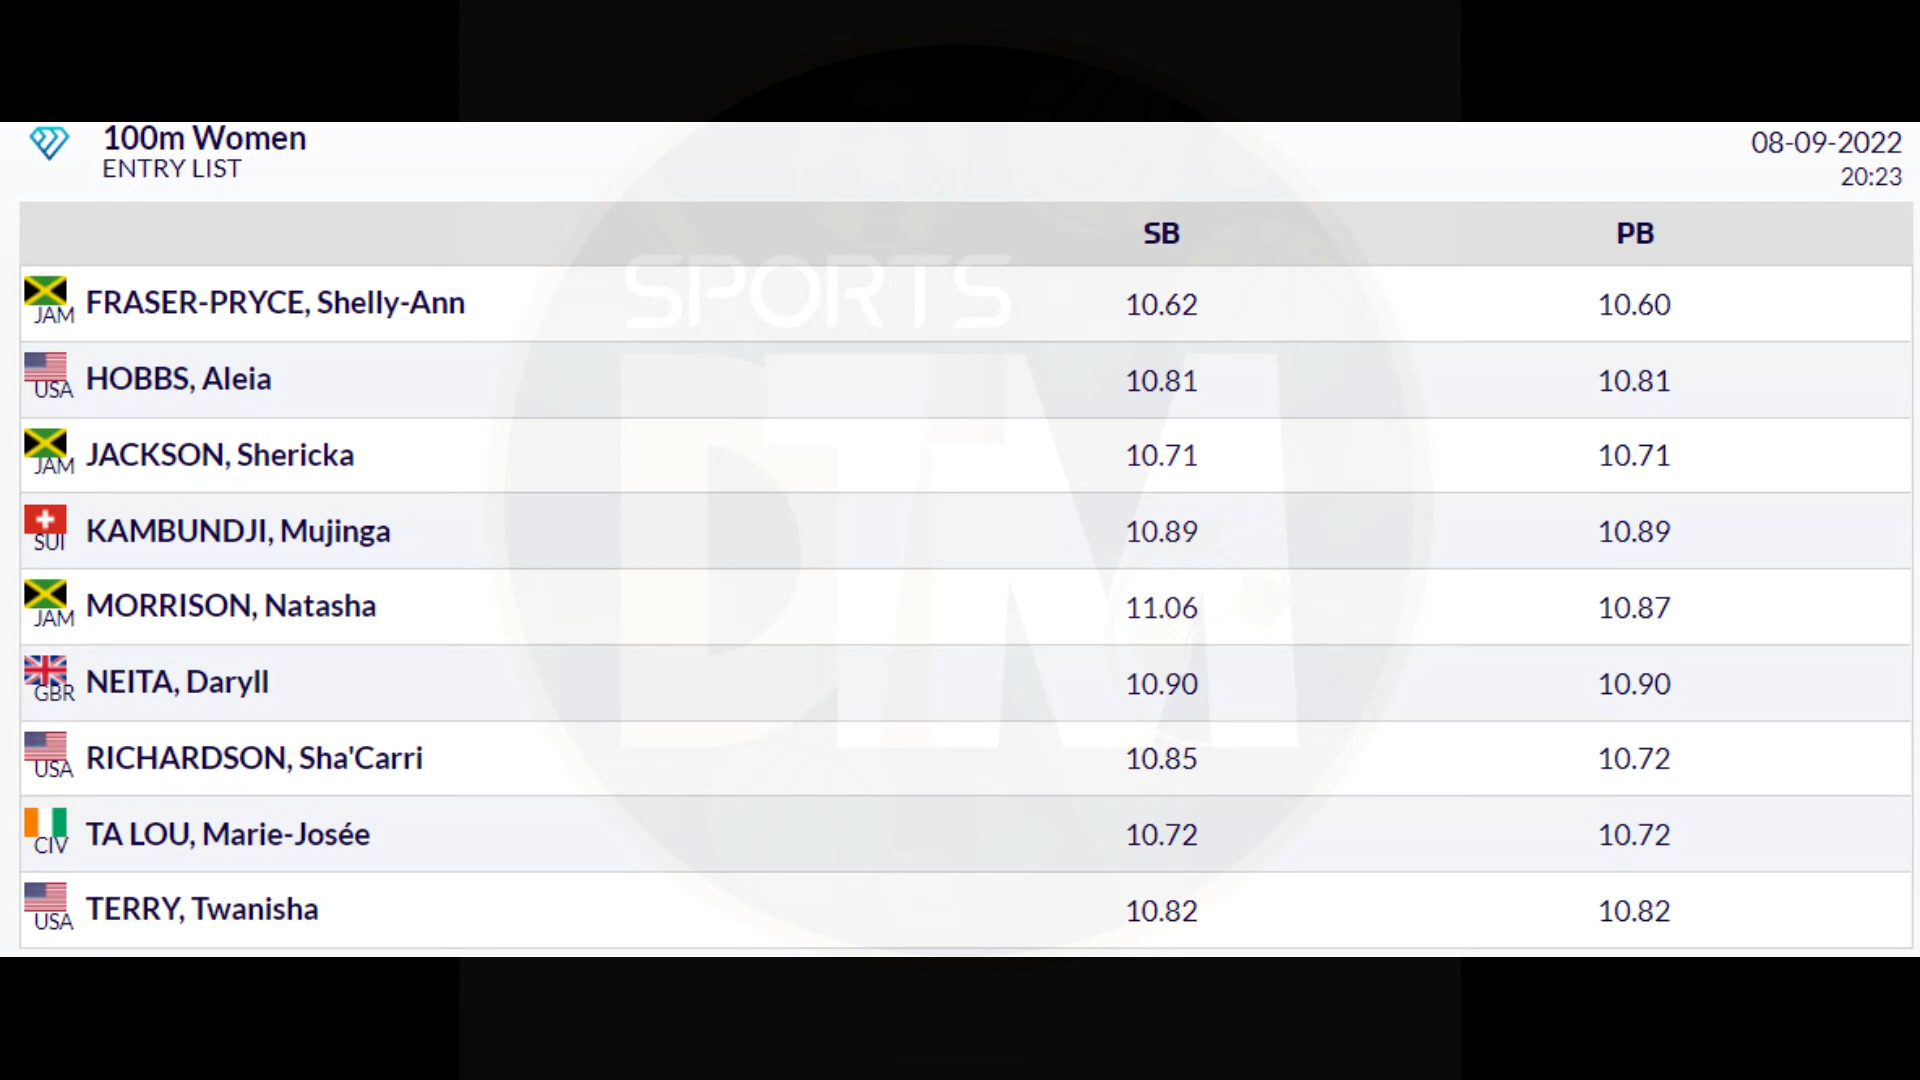 100m Women
ENTRY LIST
08-09-2022
20:23
SB PB
JAM FRASER-PRYCE, Shelly-Ann 10.62 10.60
USA HOBBS, Aleia 10.81 10.81
JAM JACKSON, Shericka 10.71 10.71
SUI KAMBUNDJI, Mujinga 10.89 10.89
JAM MORRISON, Natasha 11.06 10.87
GBR NEITA, Daryll 10.90 10.90
USA RICHARDSON, Sha'Carri 10.85 10.72
CIV TA LOU, Marie-Josée 10.72 10.72
USA TERRY, Twanisha 10.82 10.82
SPORTS
DTM